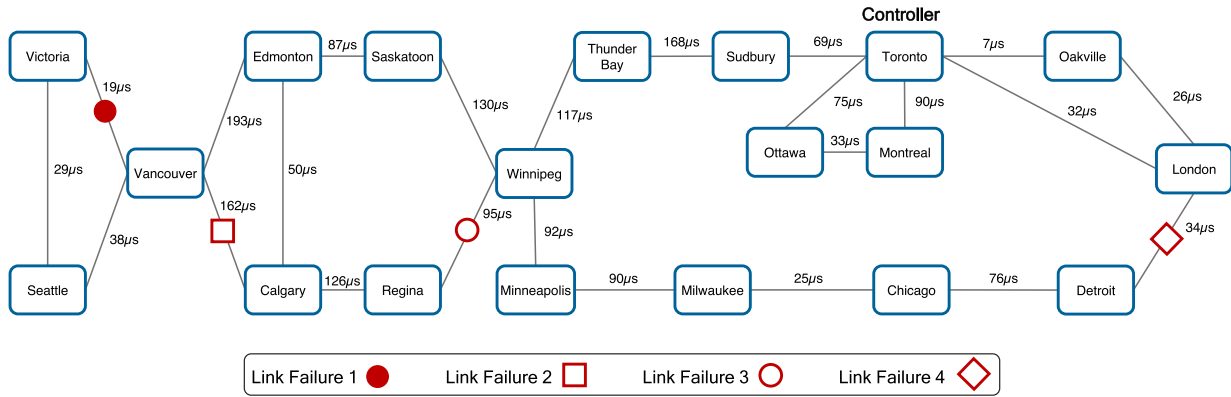 Controller
Victoria
Edmonton
87µs
Saskatoon
Thunder
Bay
168µs
Sudbury
69µs
Toronto
7µs
Oakville
19µs
193µs
130µs
117µs
75µs
90µs
32µs
26µs
29µs
Vancouver
50µs
Winnipeg
Ottawa
33µs
Montreal
London
38µs
162µs
95µs
92µs
34µs
Seattle
Calgary
126µs
Regina
Minneapolis
90µs
Milwaukee
25µs
Chicago
76µs
Detroit
Link Failure 1
Link Failure 2
Link Failure 3
Link Failure 4